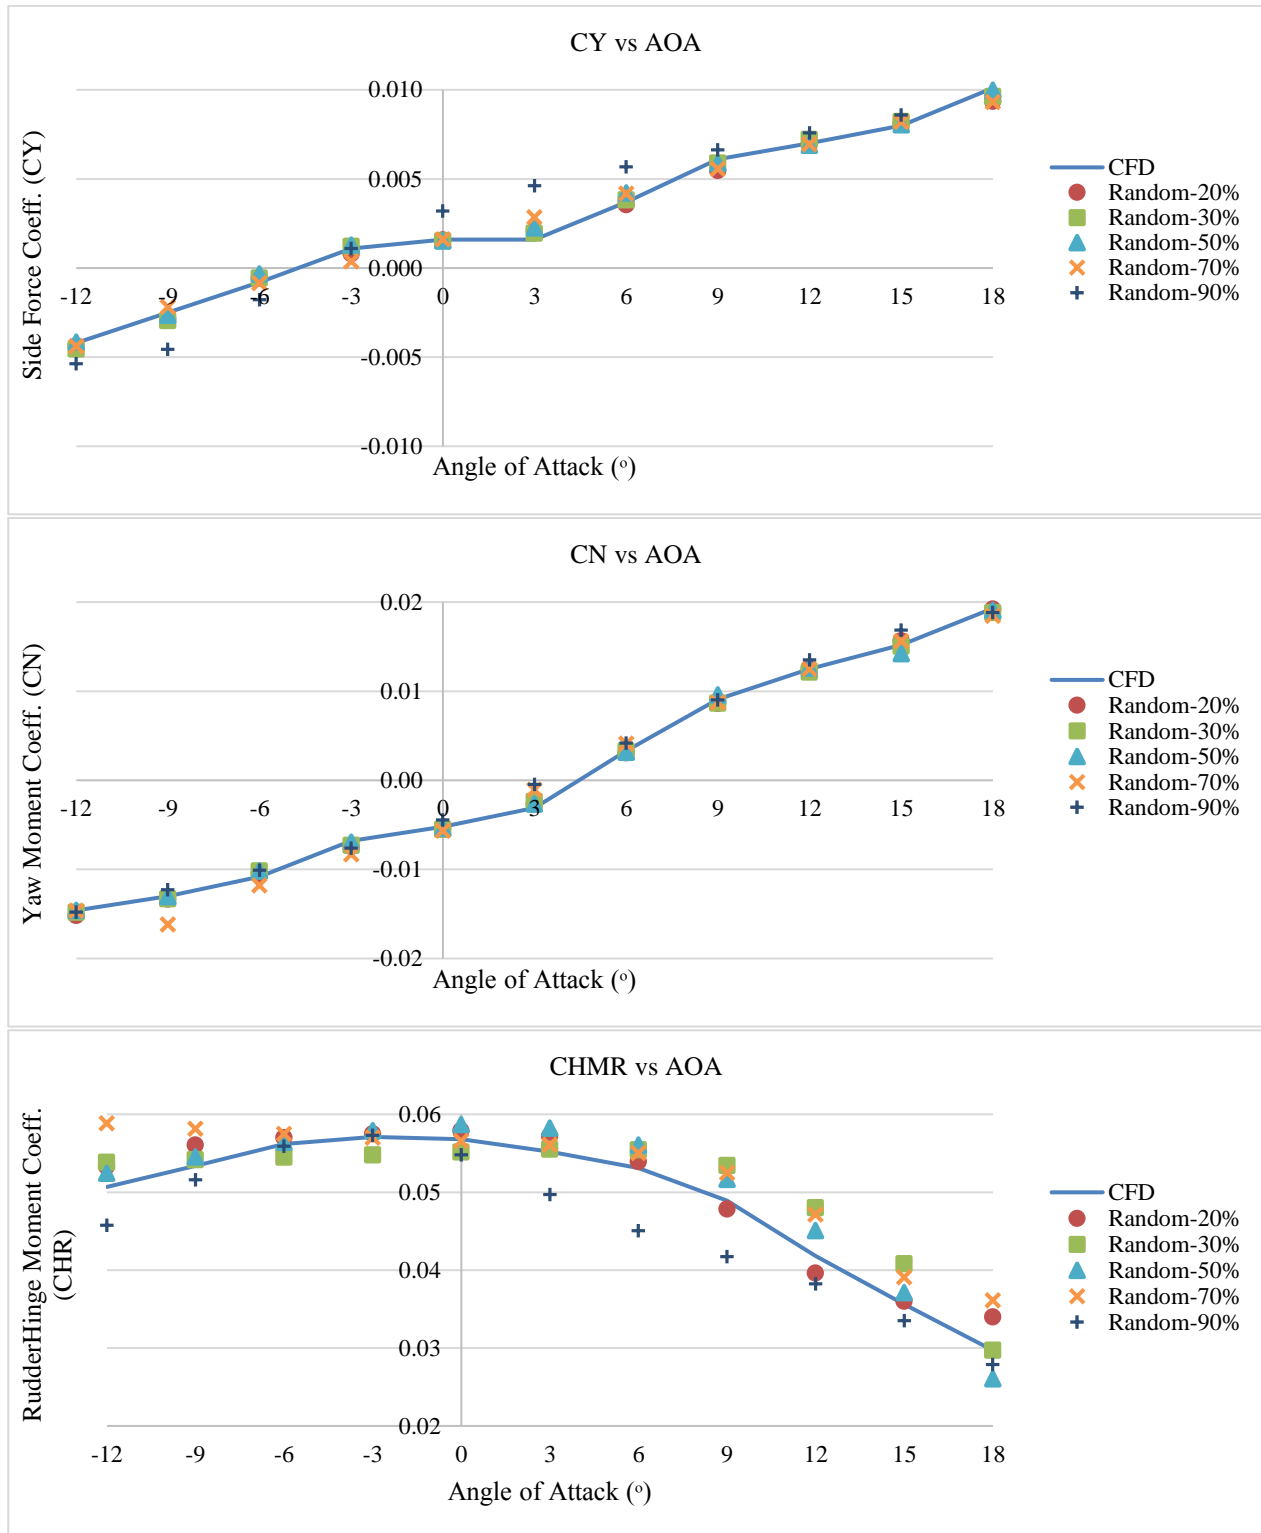 CY vs AOA
Side Force Coeff. (CY)
0.010
0.005
0.000
-0.005
-0.010
-12 -9 -6 -3 0 3 6 9 12 15 18
Angle of Attack (º)
CFD
Random-20%
Random-30%
Random-50%
Random-70%
Random-90%
CN vs AOA
Yaw Moment Coeff. (CN)
0.02
0.01
0.00
-0.01
-0.02
-12 -9 -6 -3 0 3 6 9 12 15 18
Angle of Attack (º)
CFD
Random-20%
Random-30%
Random-50%
Random-70%
Random-90%
CHMR vs AOA
RudderHinge Moment Coeff.
(CHR)
0.06
0.05
0.04
0.03
0.02
-12 -9 -6 -3 0 3 6 9 12 15 18
Angle of Attack (º)
CFD
Random-20%
Random-30%
Random-50%
Random-70%
Random-90%